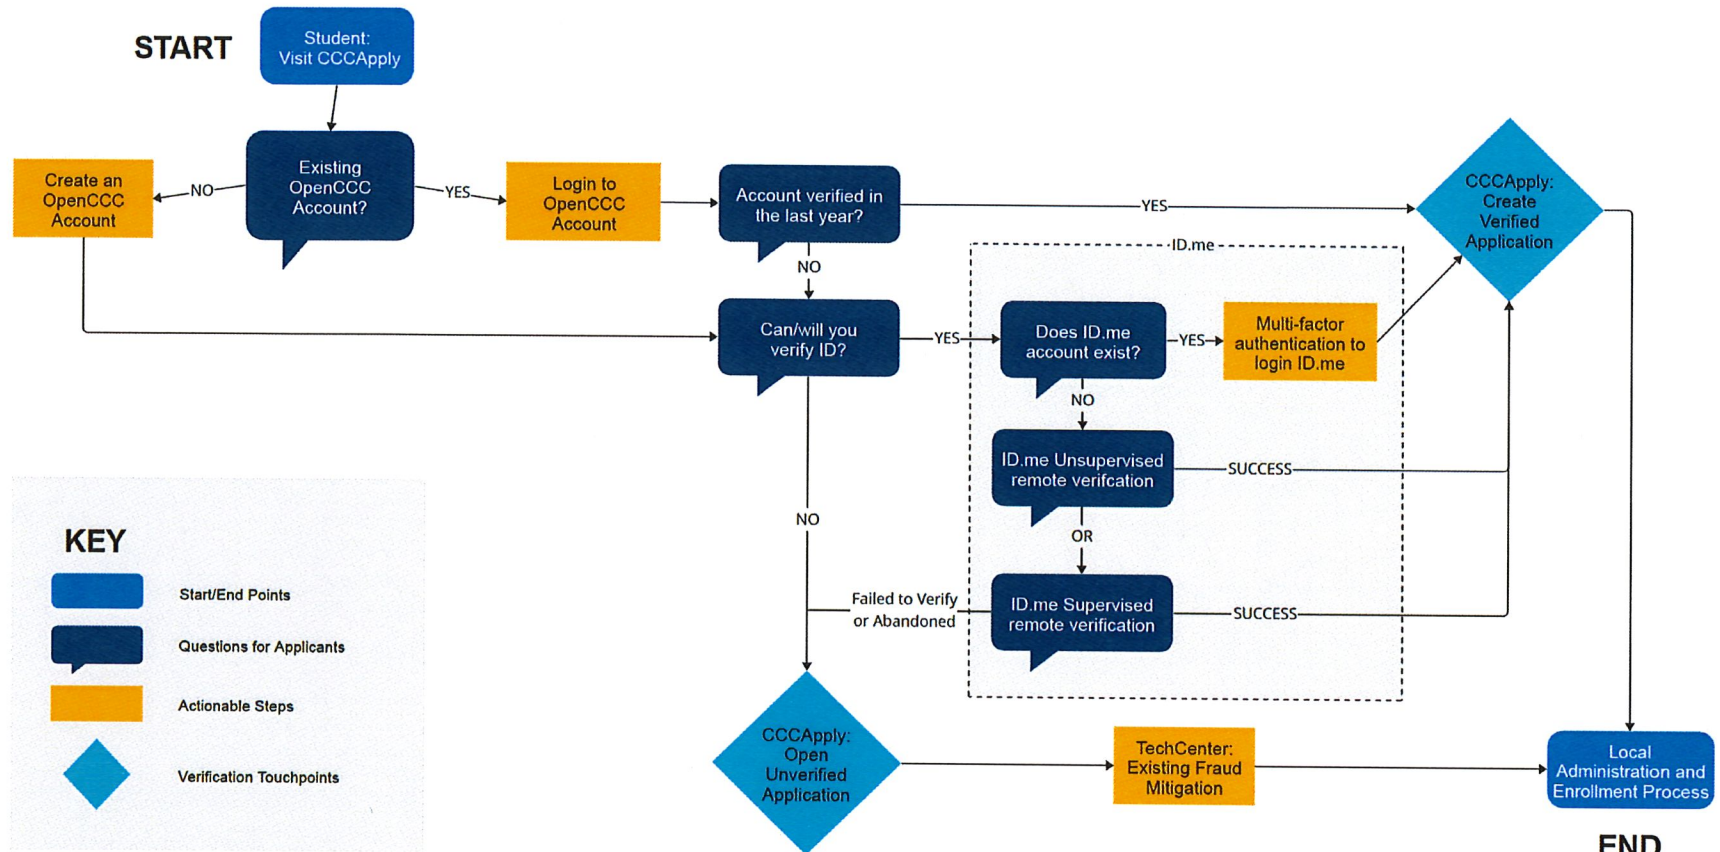 START
Student:
Visit CCCApply
Existing
OpenCCC
Account?
NO
YES
Create an
OpenCCC
Account
Login to
OpenCCC
Account
Account verified in
the last year?
YES
NO
CCCApply:
Create
Verified
Application
ID.me
Can/will you
verify ID?
YES
Does ID.me
account exist?
YES
Multi-factor
authentication to
login ID.me
NO
ID.me Unsupervised
remote verifcation
SUCCESS
OR
NO
ID.me Supervised
remote verification
SUCCESS
Failed to Verify
or Abandoned
CCCApply:
Open
Unverified
Application
TechCenter:
Existing Fraud
Mitigation
Local
Administration and
Enrollment Process
END
KEY
Start/End Points
Questions for Applicants
Actionable Steps
Verification Touchpoints